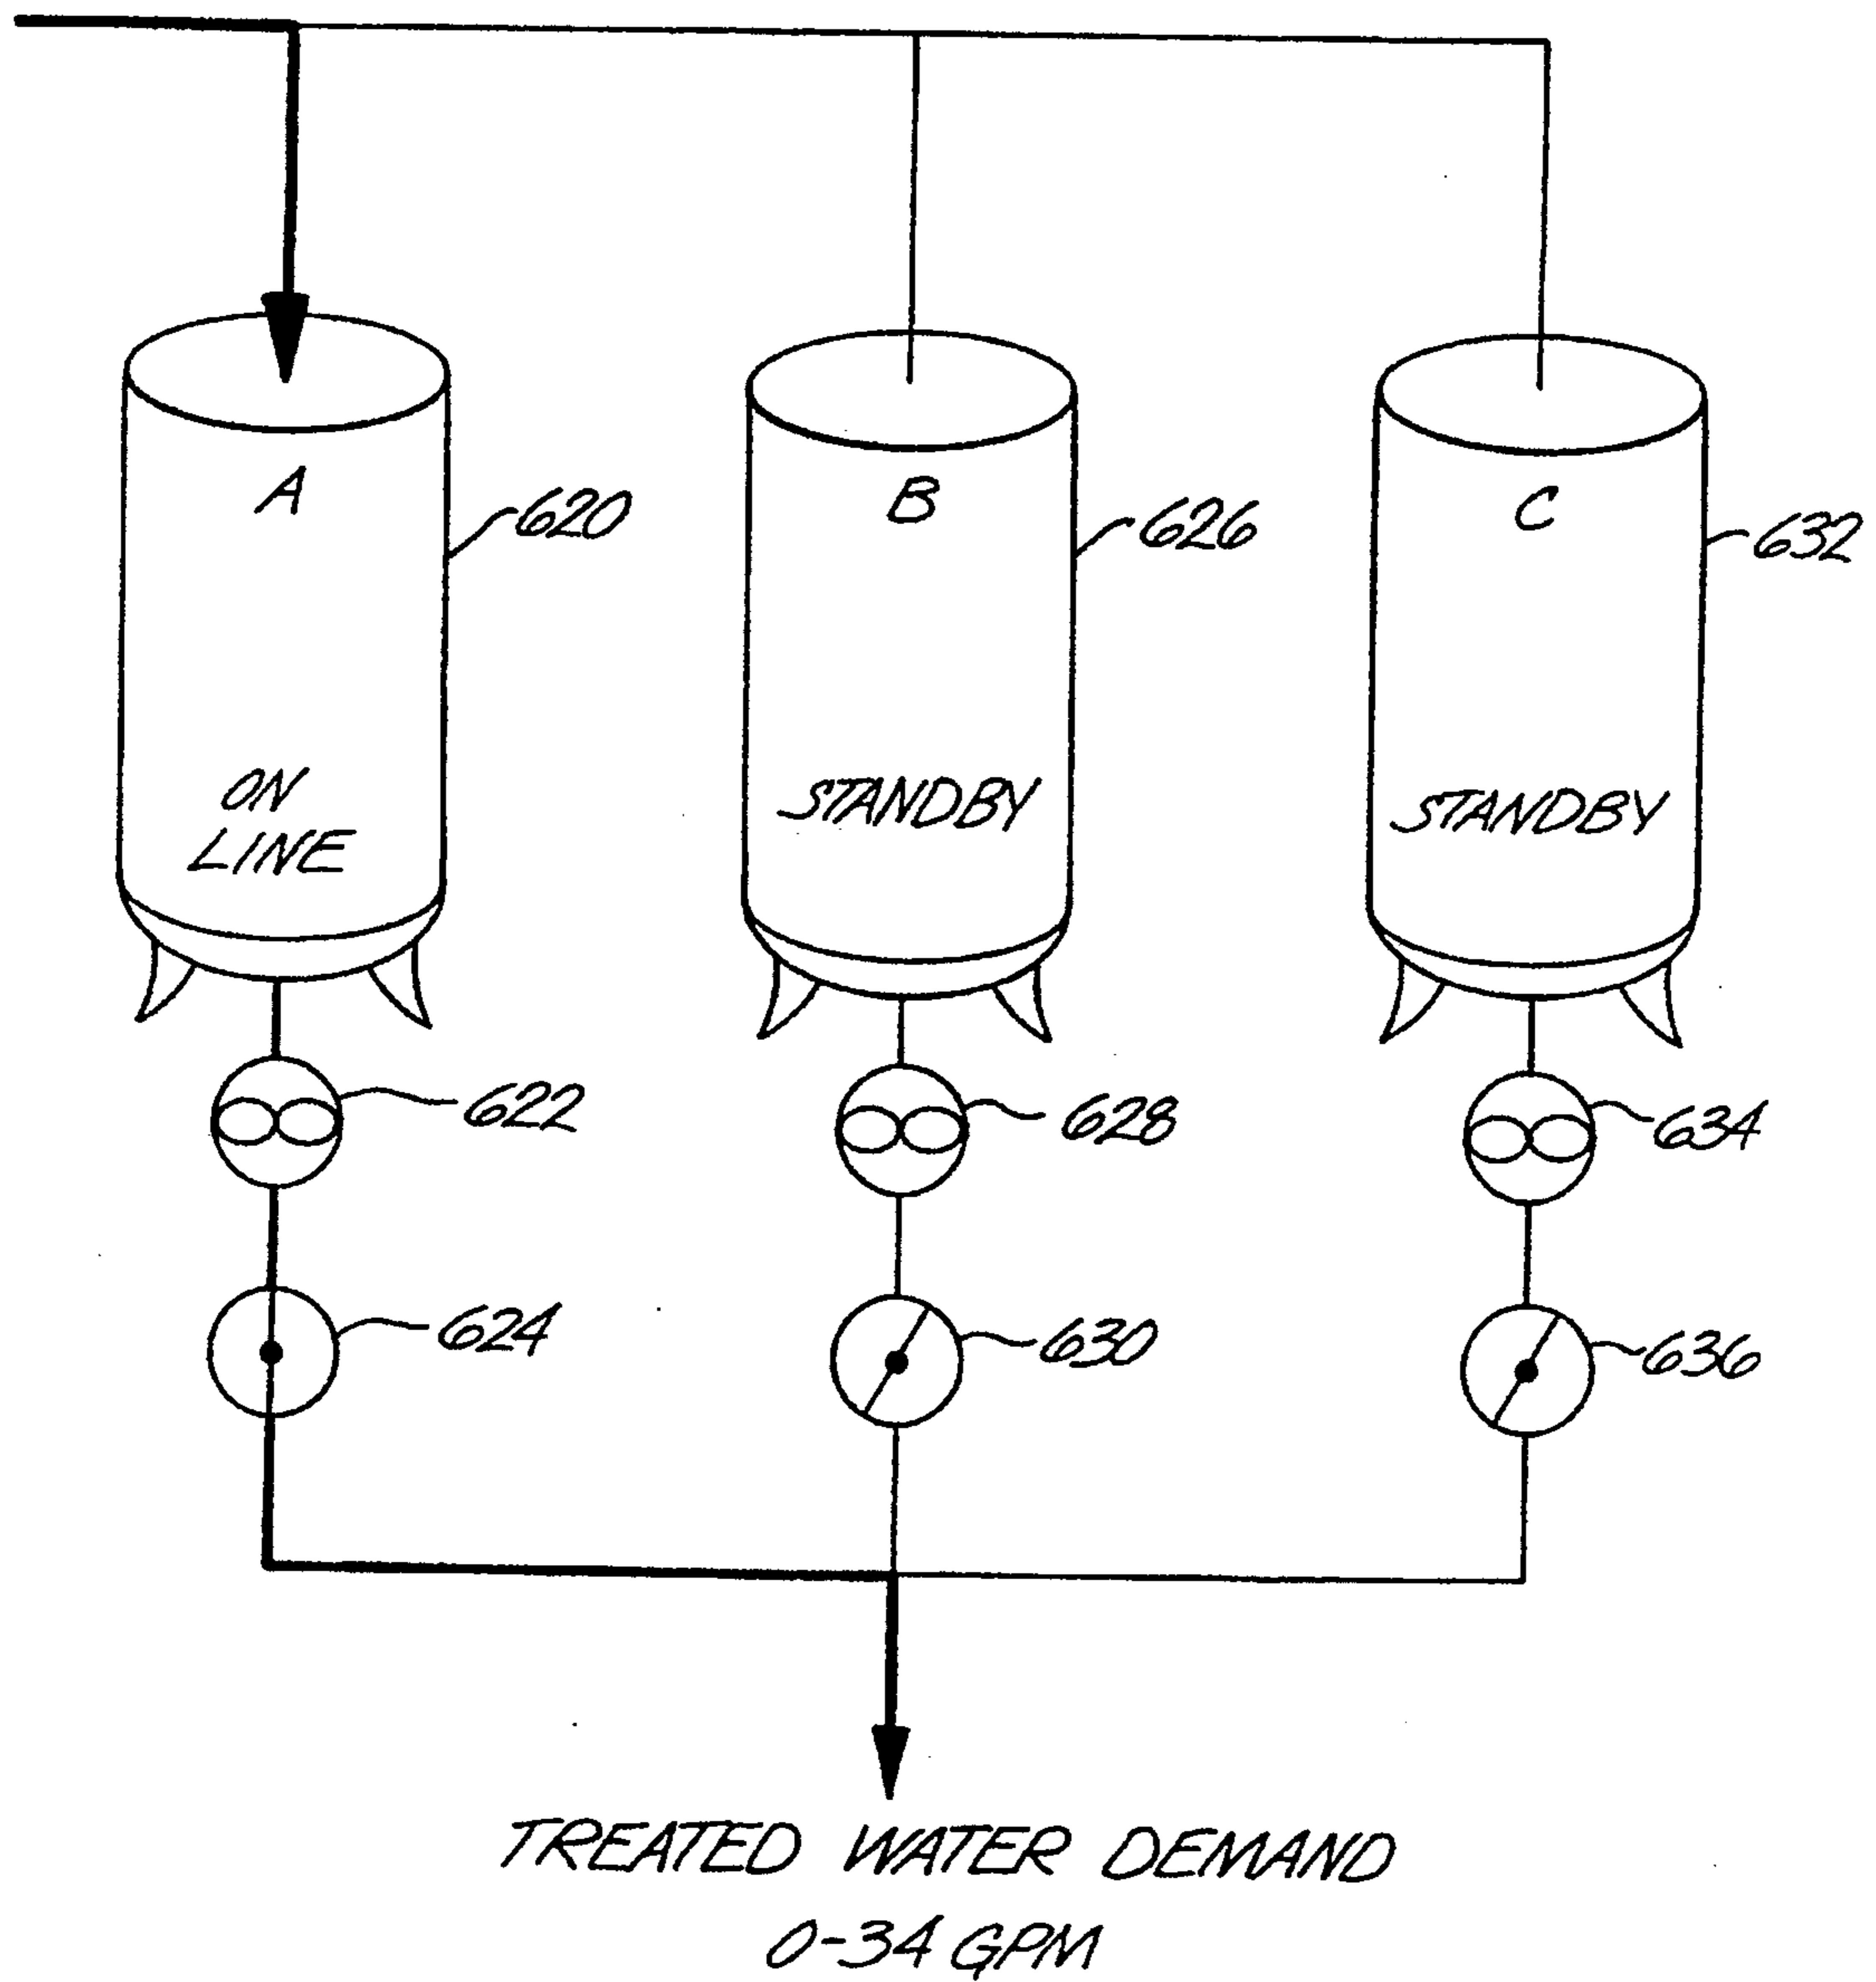 A
B
C
620
626
632
ON
LINE
STANDBY
STANDBY
622
628
634
624
630
636
TREATED WATER DEMAND
0-34 GPM